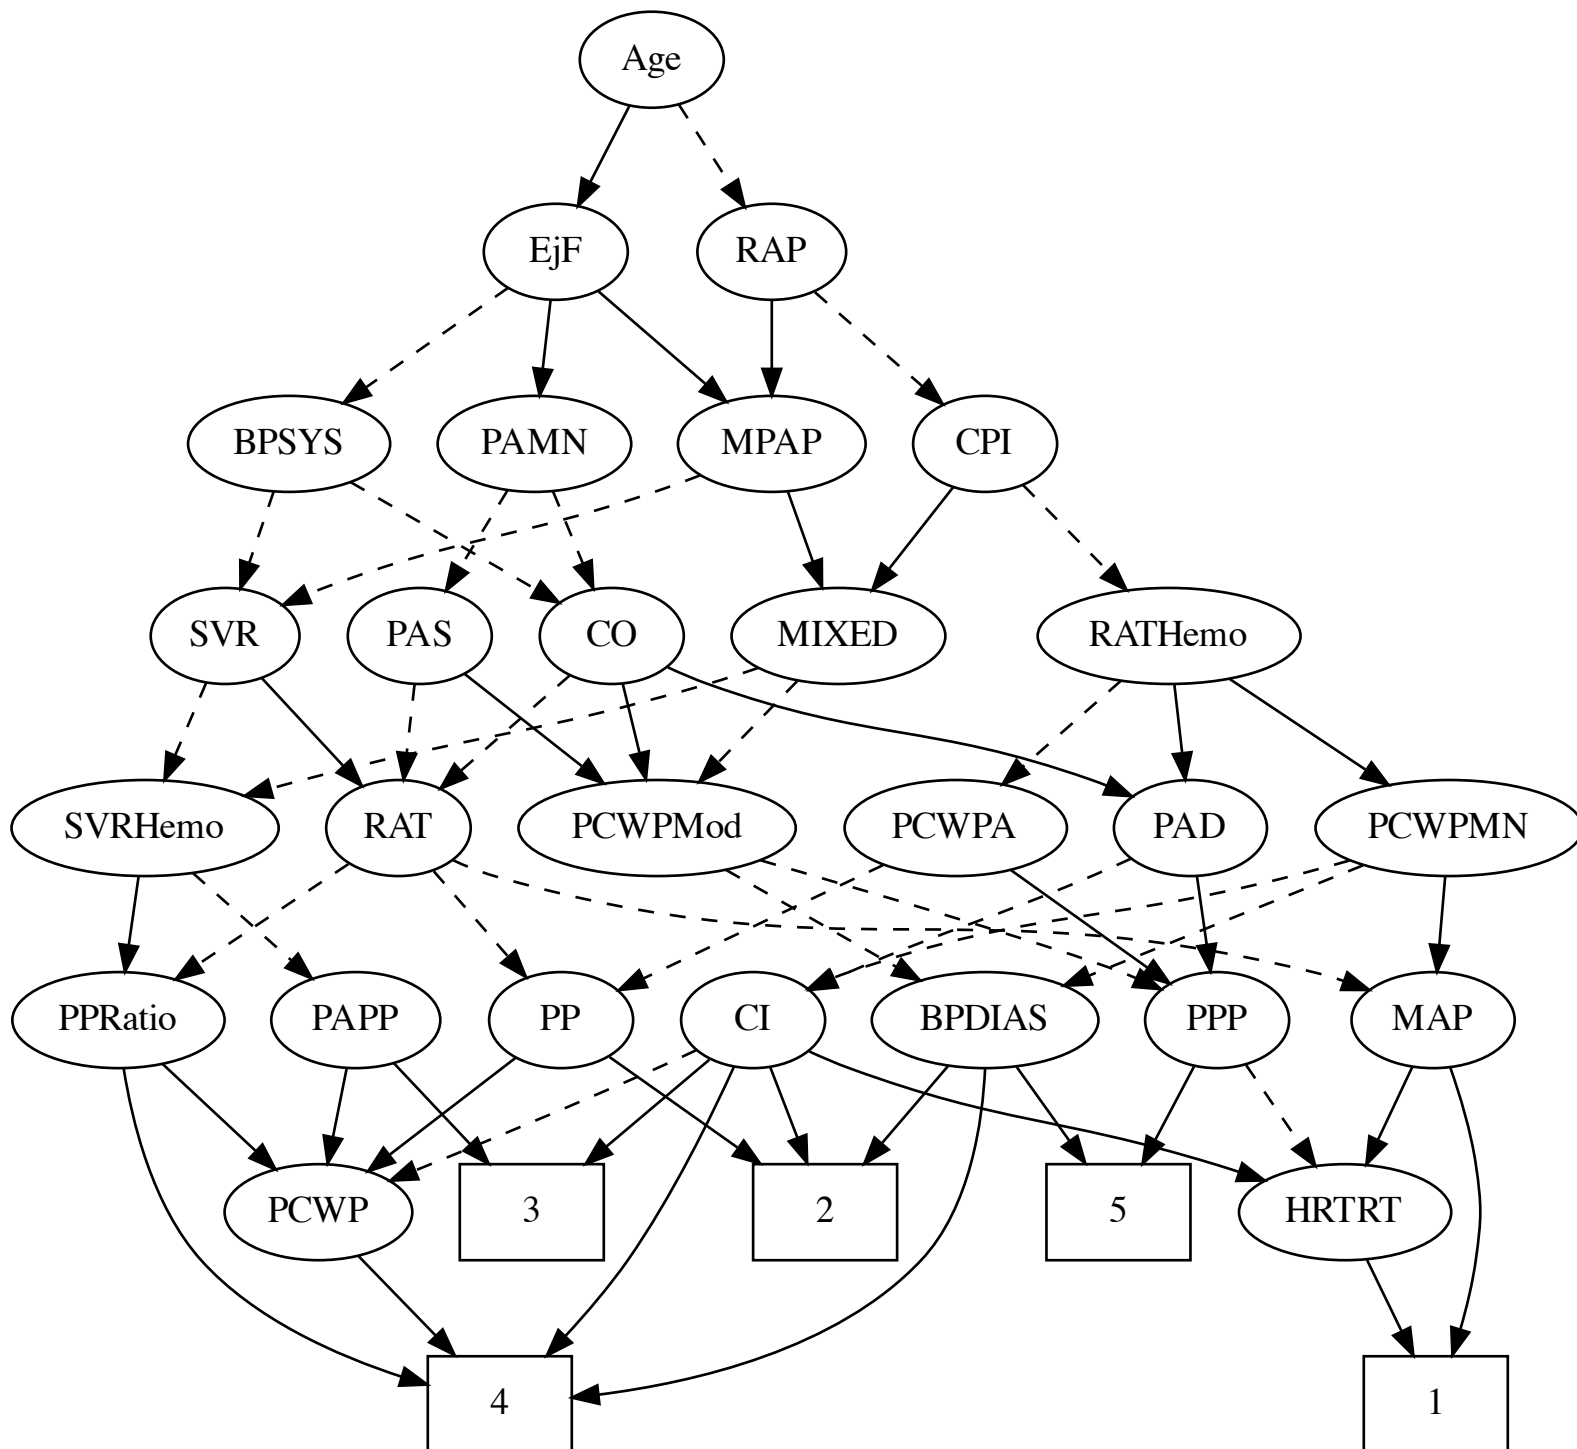 Age
EjF
RAP
BPSYS
PAMN
MPAP
CPI
SVR
PAS
CO
MIXED
RATHemo
SVRHemo
RAT
PCWPMod
PCWPA
PAD
PCWPMN
PPRatio
PAPP
PP
CI
BPDIAS
PPP
MAP
PCWP
3
2
5
HRTRT
4
1